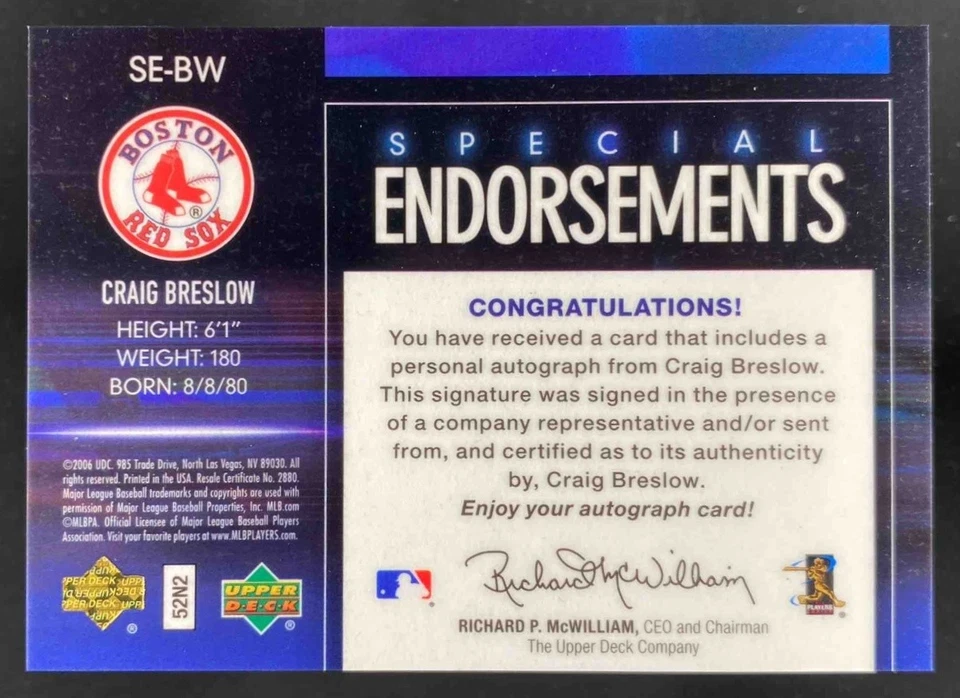 SE-BW
BOSTON
RED SOX
®
CRAIG BRESLOW
HEIGHT: 6'1"
WEIGHT: 180
BORN: 8/8/80
©2006 UDC. 985 Trade Drive, North Las Vegas, NV 89030. All
rights reserved. Printed in the USA. Resale Certificate No. 2880.
Major League Baseball trademarks and copyrights are used with
permission of Major League Baseball Properties, Inc. MLB.com
©MLBPA. Official Licensee of Major League Baseball Players
Association. Visit your favorite players at www.MLBPLAYERS.com.
52N2
UPPER
DECK
®
SPECIAL
ENDORSEMENTS
CONGRATULATIONS!
You have received a card that includes a
personal autograph from Craig Breslow.
This signature was signed in the presence
of a company representative and/or sent
from, and certified as to its authenticity
by, Craig Breslow.
Enjoy your autograph card!
Richard P. McWilliam
RICHARD P. McWILLIAM, CEO and Chairman
The Upper Deck Company
PLAYERS